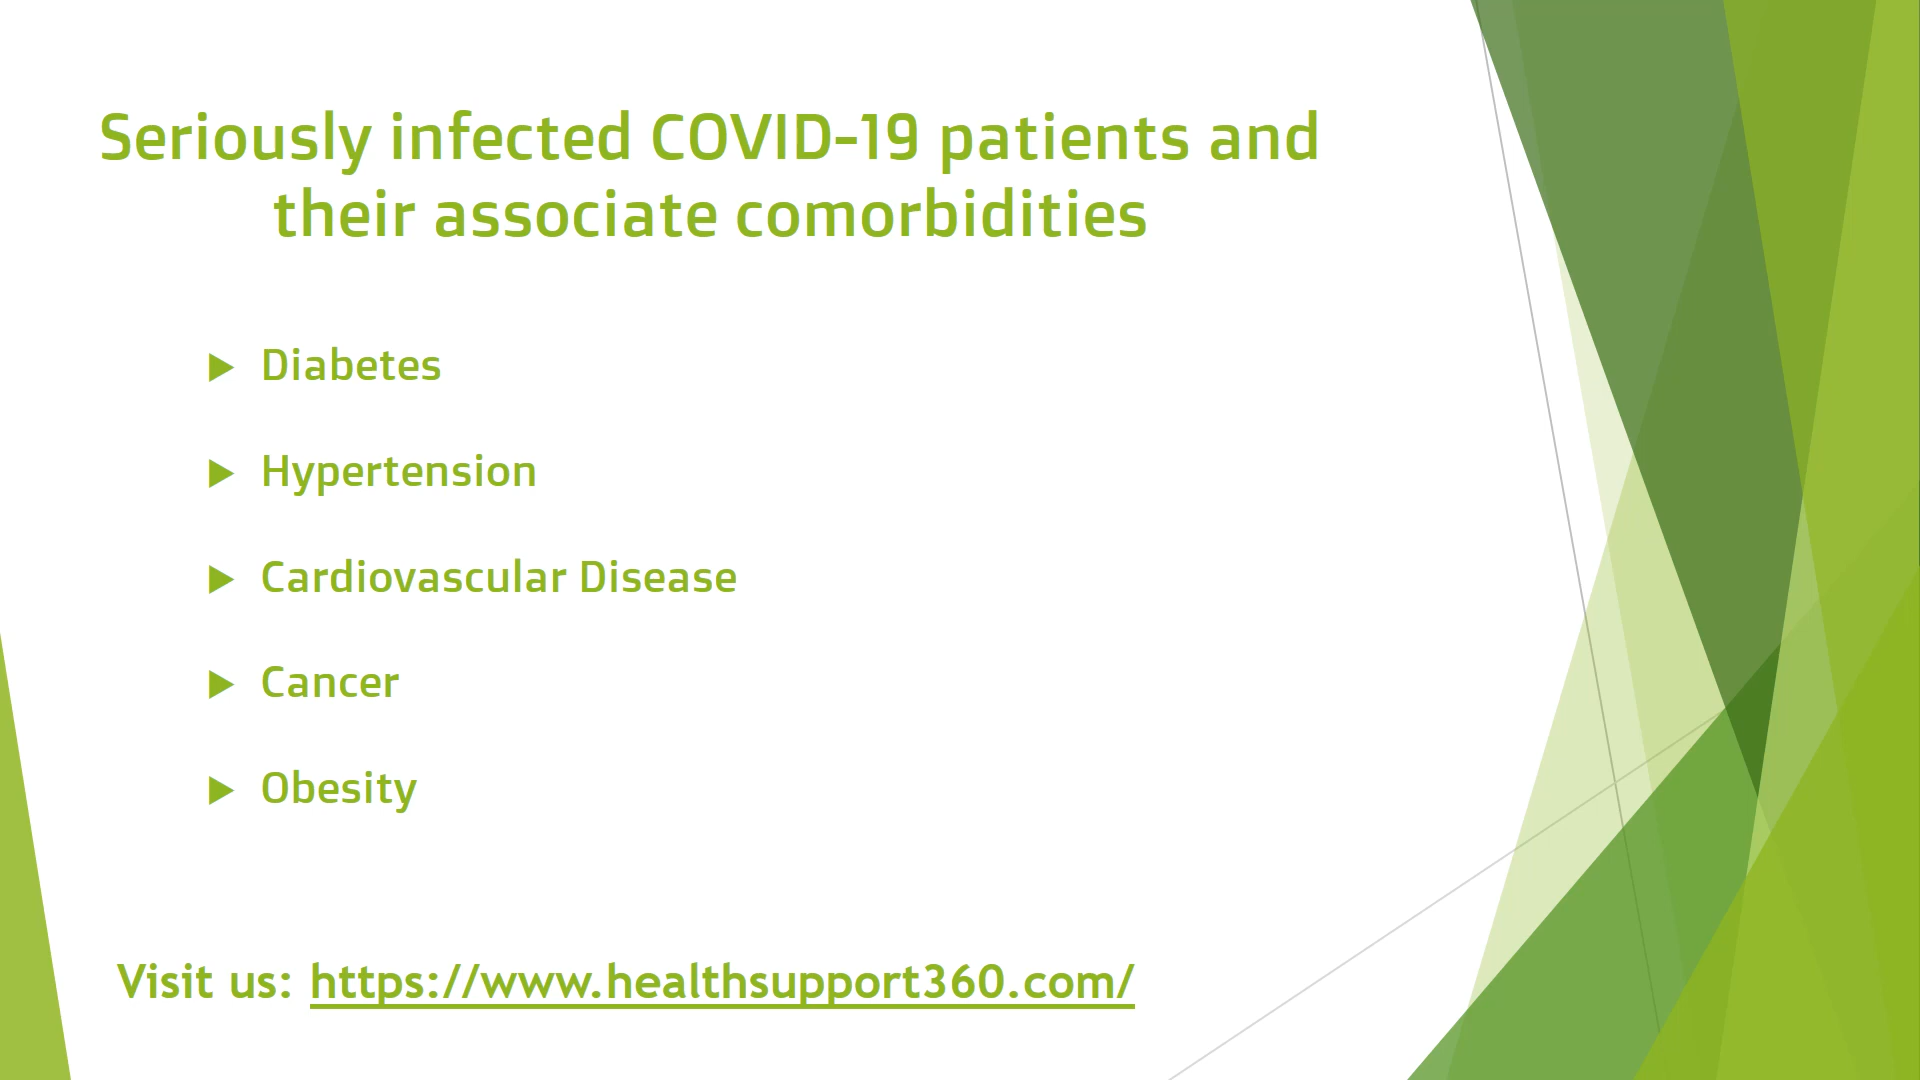 Seriously infected COVID-19 patients and
their associate comorbidities
Diabetes
Hypertension
Cardiovascular Disease
Cancer
Obesity
Visit us: https://www.healthsupport360.com/